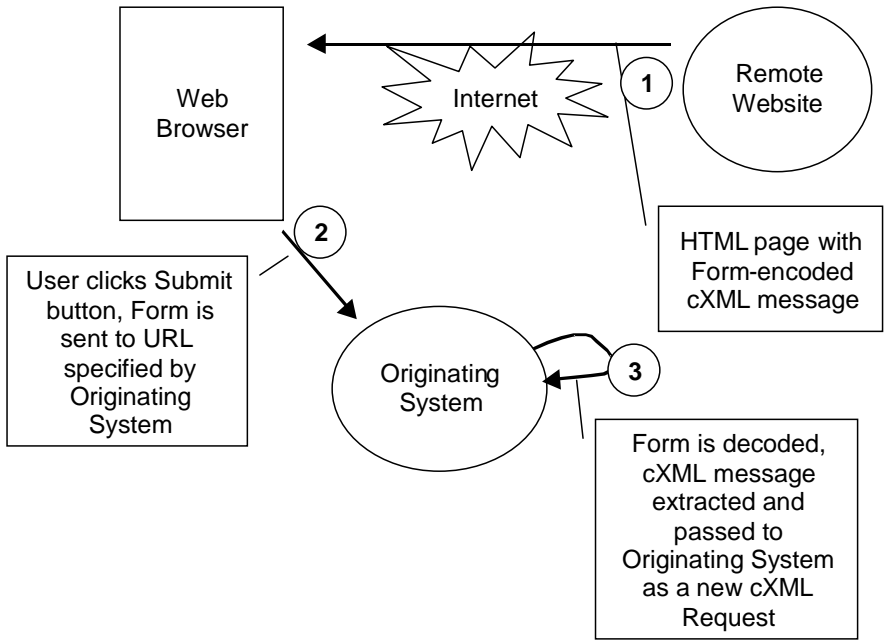 Web
Browser
Internet
1
Remote
Website
HTML page with
Form-encoded
cXML message
2
User clicks Submit
button, Form is
sent to URL
specified by
Originating
System
Originating
System
3
Form is decoded,
cXML message
extracted and
passed to
Originating System
as a new cXML
Request